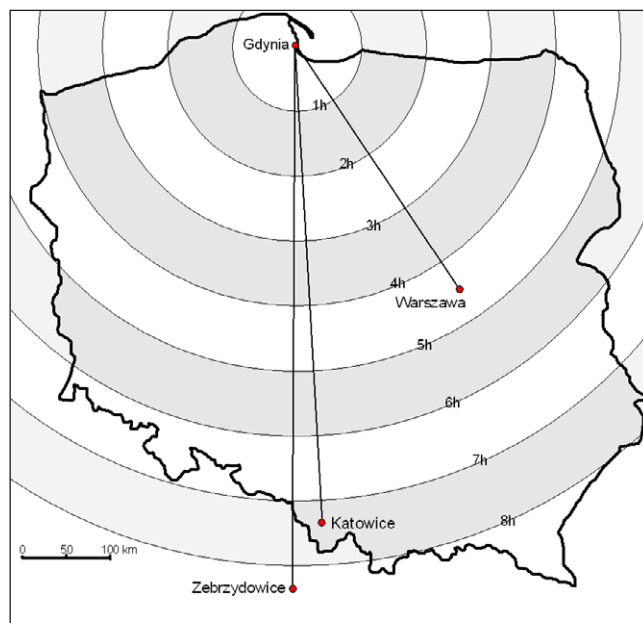 Gdynia
1h
2h
3h
4h
Warszawa
5h
6h
7h
8h
Katowice
0 50 100 km
Zebrzydowice